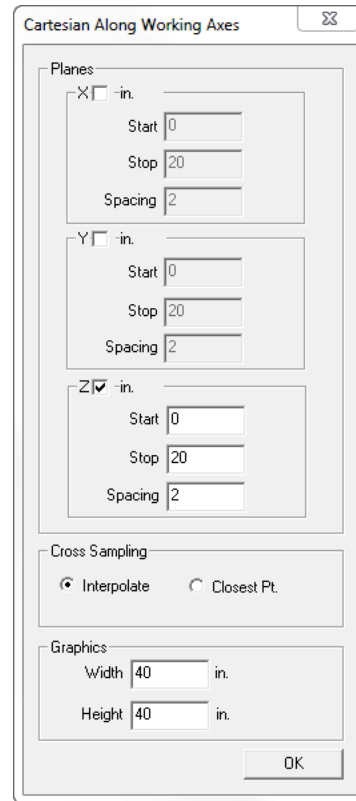 Cartesian Along Working Axes
Planes
X -in.
Start 0
Stop 20
Spacing 2
Y -in.
Start 0
Stop 20
Spacing 2
Z -in.
Start 0
Stop 20
Spacing 2
Cross Sampling
Interpolate Closest Pt.
Graphics
Width 40 in.
Height 40 in.
OK